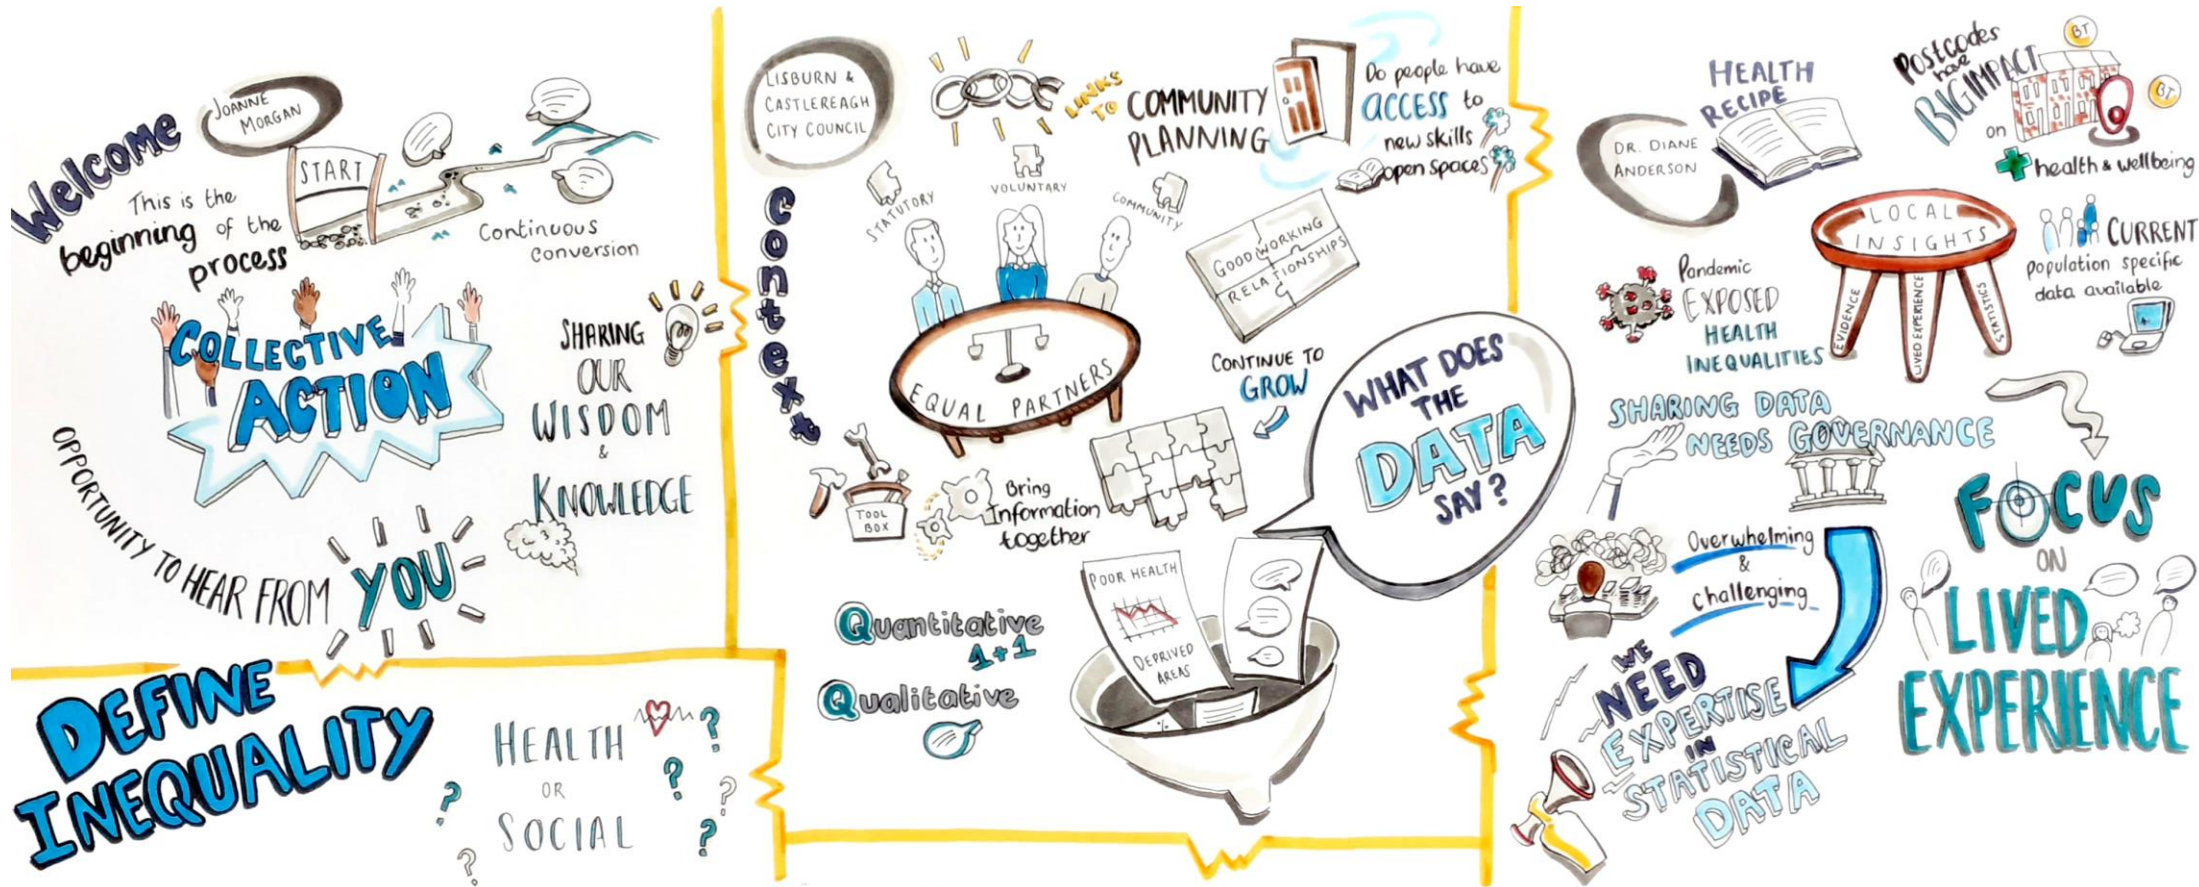 Welcome
JOANNE
MORGAN
START
This is the
beginning of the
process
Continuous
conversion
COLLECTIVE
ACTION
SHARING
OUR
WISDOM
&
KNOWLEDGE
OPPORTUNITY TO HEAR FROM YOU
DEFINE
INEQUALITY
HEALTH
OR
SOCIAL
? ? ? ? ? ?
LISBURN &
CASTLEREAGH
CITY COUNCIL
Context
LINKS
TO
COMMUNITY
PLANNING
Do people have
ACCESS to
new skills
open spaces
STATUTORY
VOLUNTARY
COMMUNITY
EQUAL PARTNERS
GOOD WORKING
RELATIONSHIPS
CONTINUE TO
GROW
TOOL
BOX
Bring
Information
together
WHAT DOES
THE
DATA
SAY?
Quantitative
1+1
Qualitative
POOR HEALTH
DEPRIVED
AREAS
DR. DIANE
ANDERSON
HEALTH
RECIPE
Postcodes
have
BIG IMPACT
on
health & wellbeing
BT
BT
LOCAL
INSIGHTS
EVIDENCE
LIVED EXPERIENCE
STATISTICS
CURRENT
population specific
data available
Pandemic
EXPOSED
HEALTH
INEQUALITIES
SHARING DATA
NEEDS GOVERNANCE
Overwhelming
&
challenging
WE
NEED
EXPERTISE
IN
STATISTICAL
DATA
FOCUS
ON
LIVED
EXPERIENCE